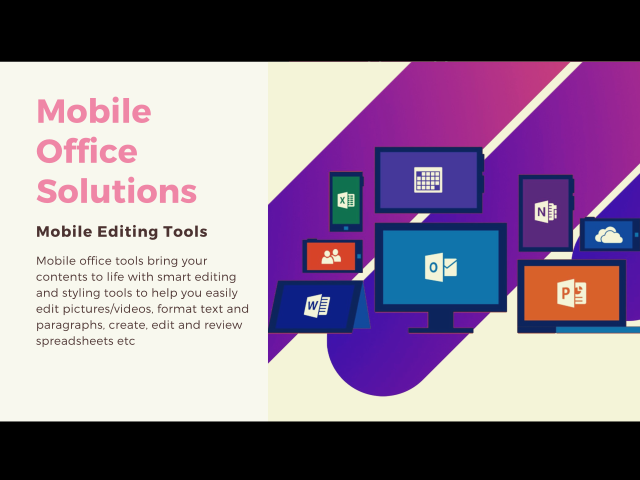 Mobile
Office
Solutions
Mobile Editing Tools
Mobile office tools bring your
contents to life with smart editing
and styling tools to help you easily
edit pictures/videos, format text and
paragraphs, create, edit and review
spreadsheets etc
X
N
O
W
P